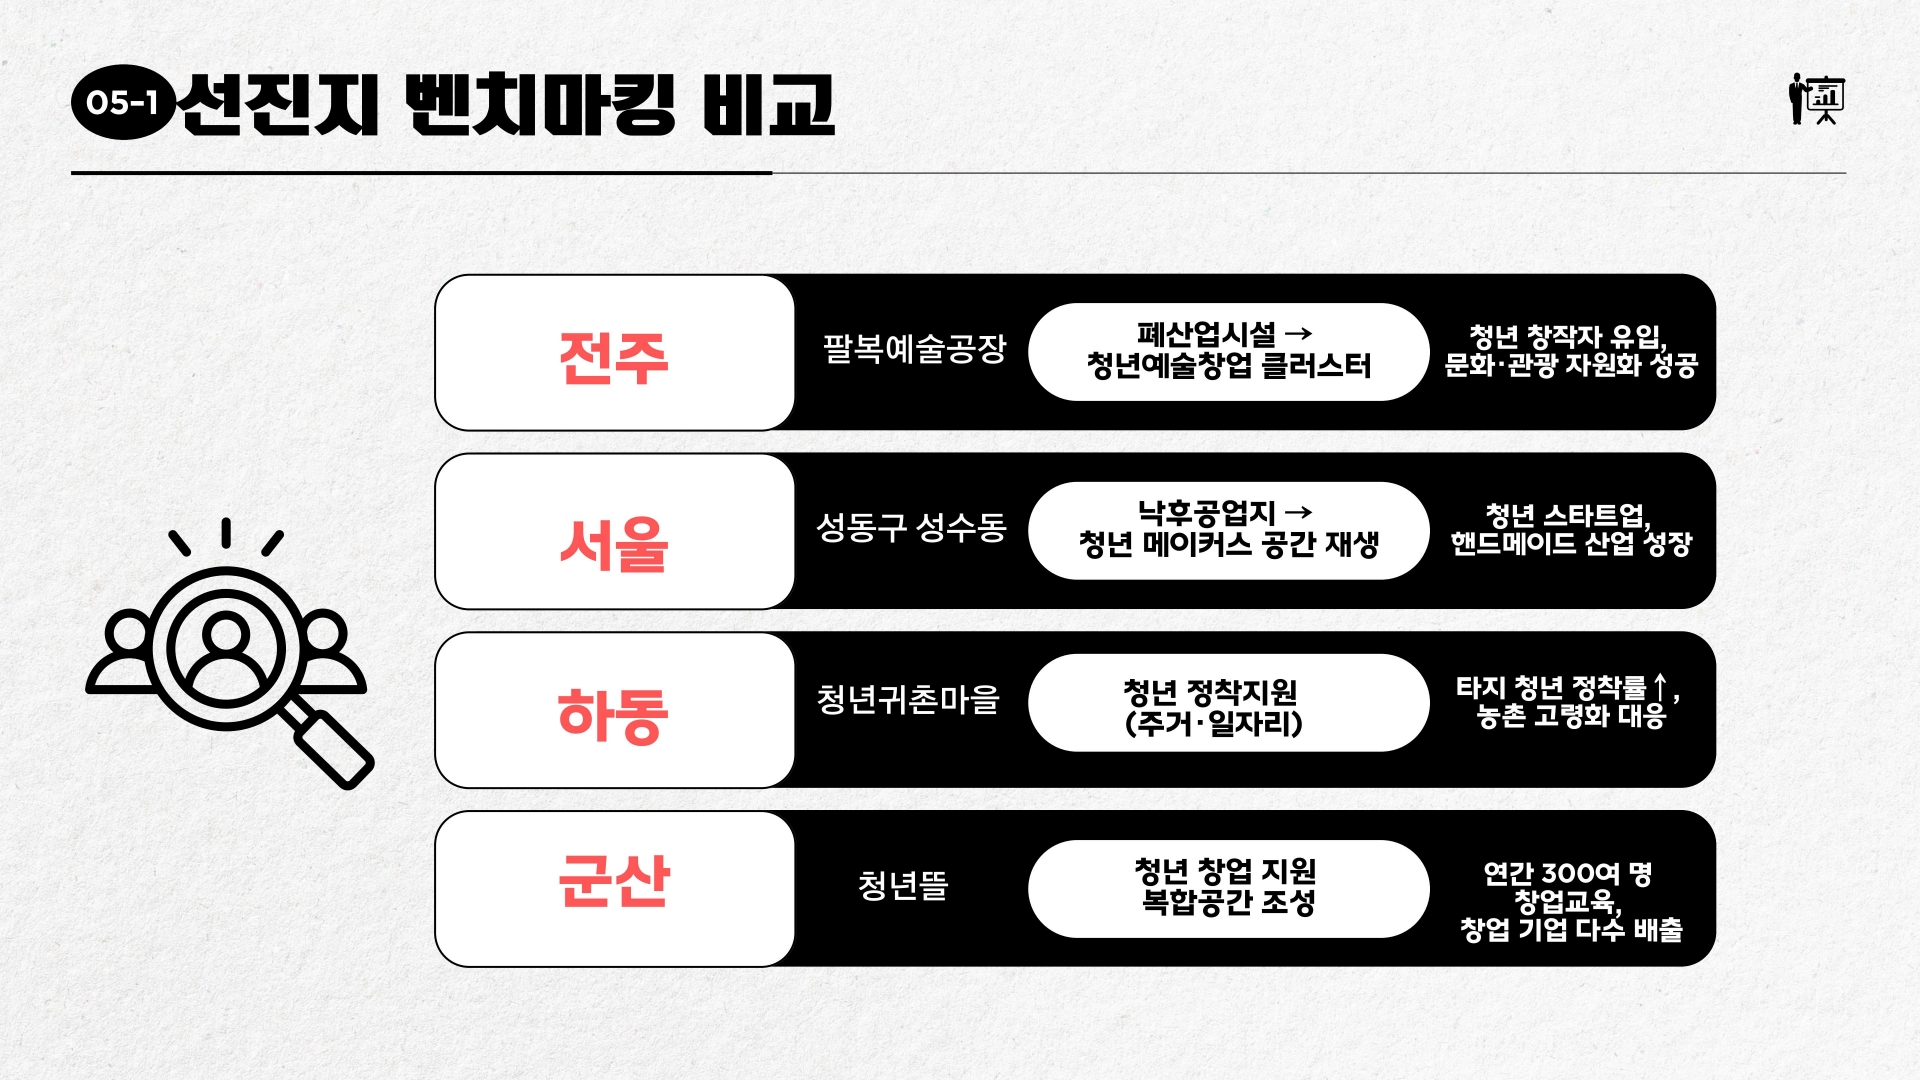 05-1 선진지 벤치마킹 비교
전주
팔복예술공장
폐산업시설 →
청년예술창업 클러스터
청년 창작자 유입,
문화·관광 자원화 성공
서울
성동구 성수동
낙후공업지 →
청년 메이커스 공간 재생
청년 스타트업,
핸드메이드 산업 성장
하동
청년귀촌마을
청년 정착지원
(주거·일자리)
타지 청년 정착률↑,
농촌 고령화 대응
군산
청년뜰
청년 창업 지원
복합공간 조성
연간 300여 명
창업교육,
창업 기업 다수 배출